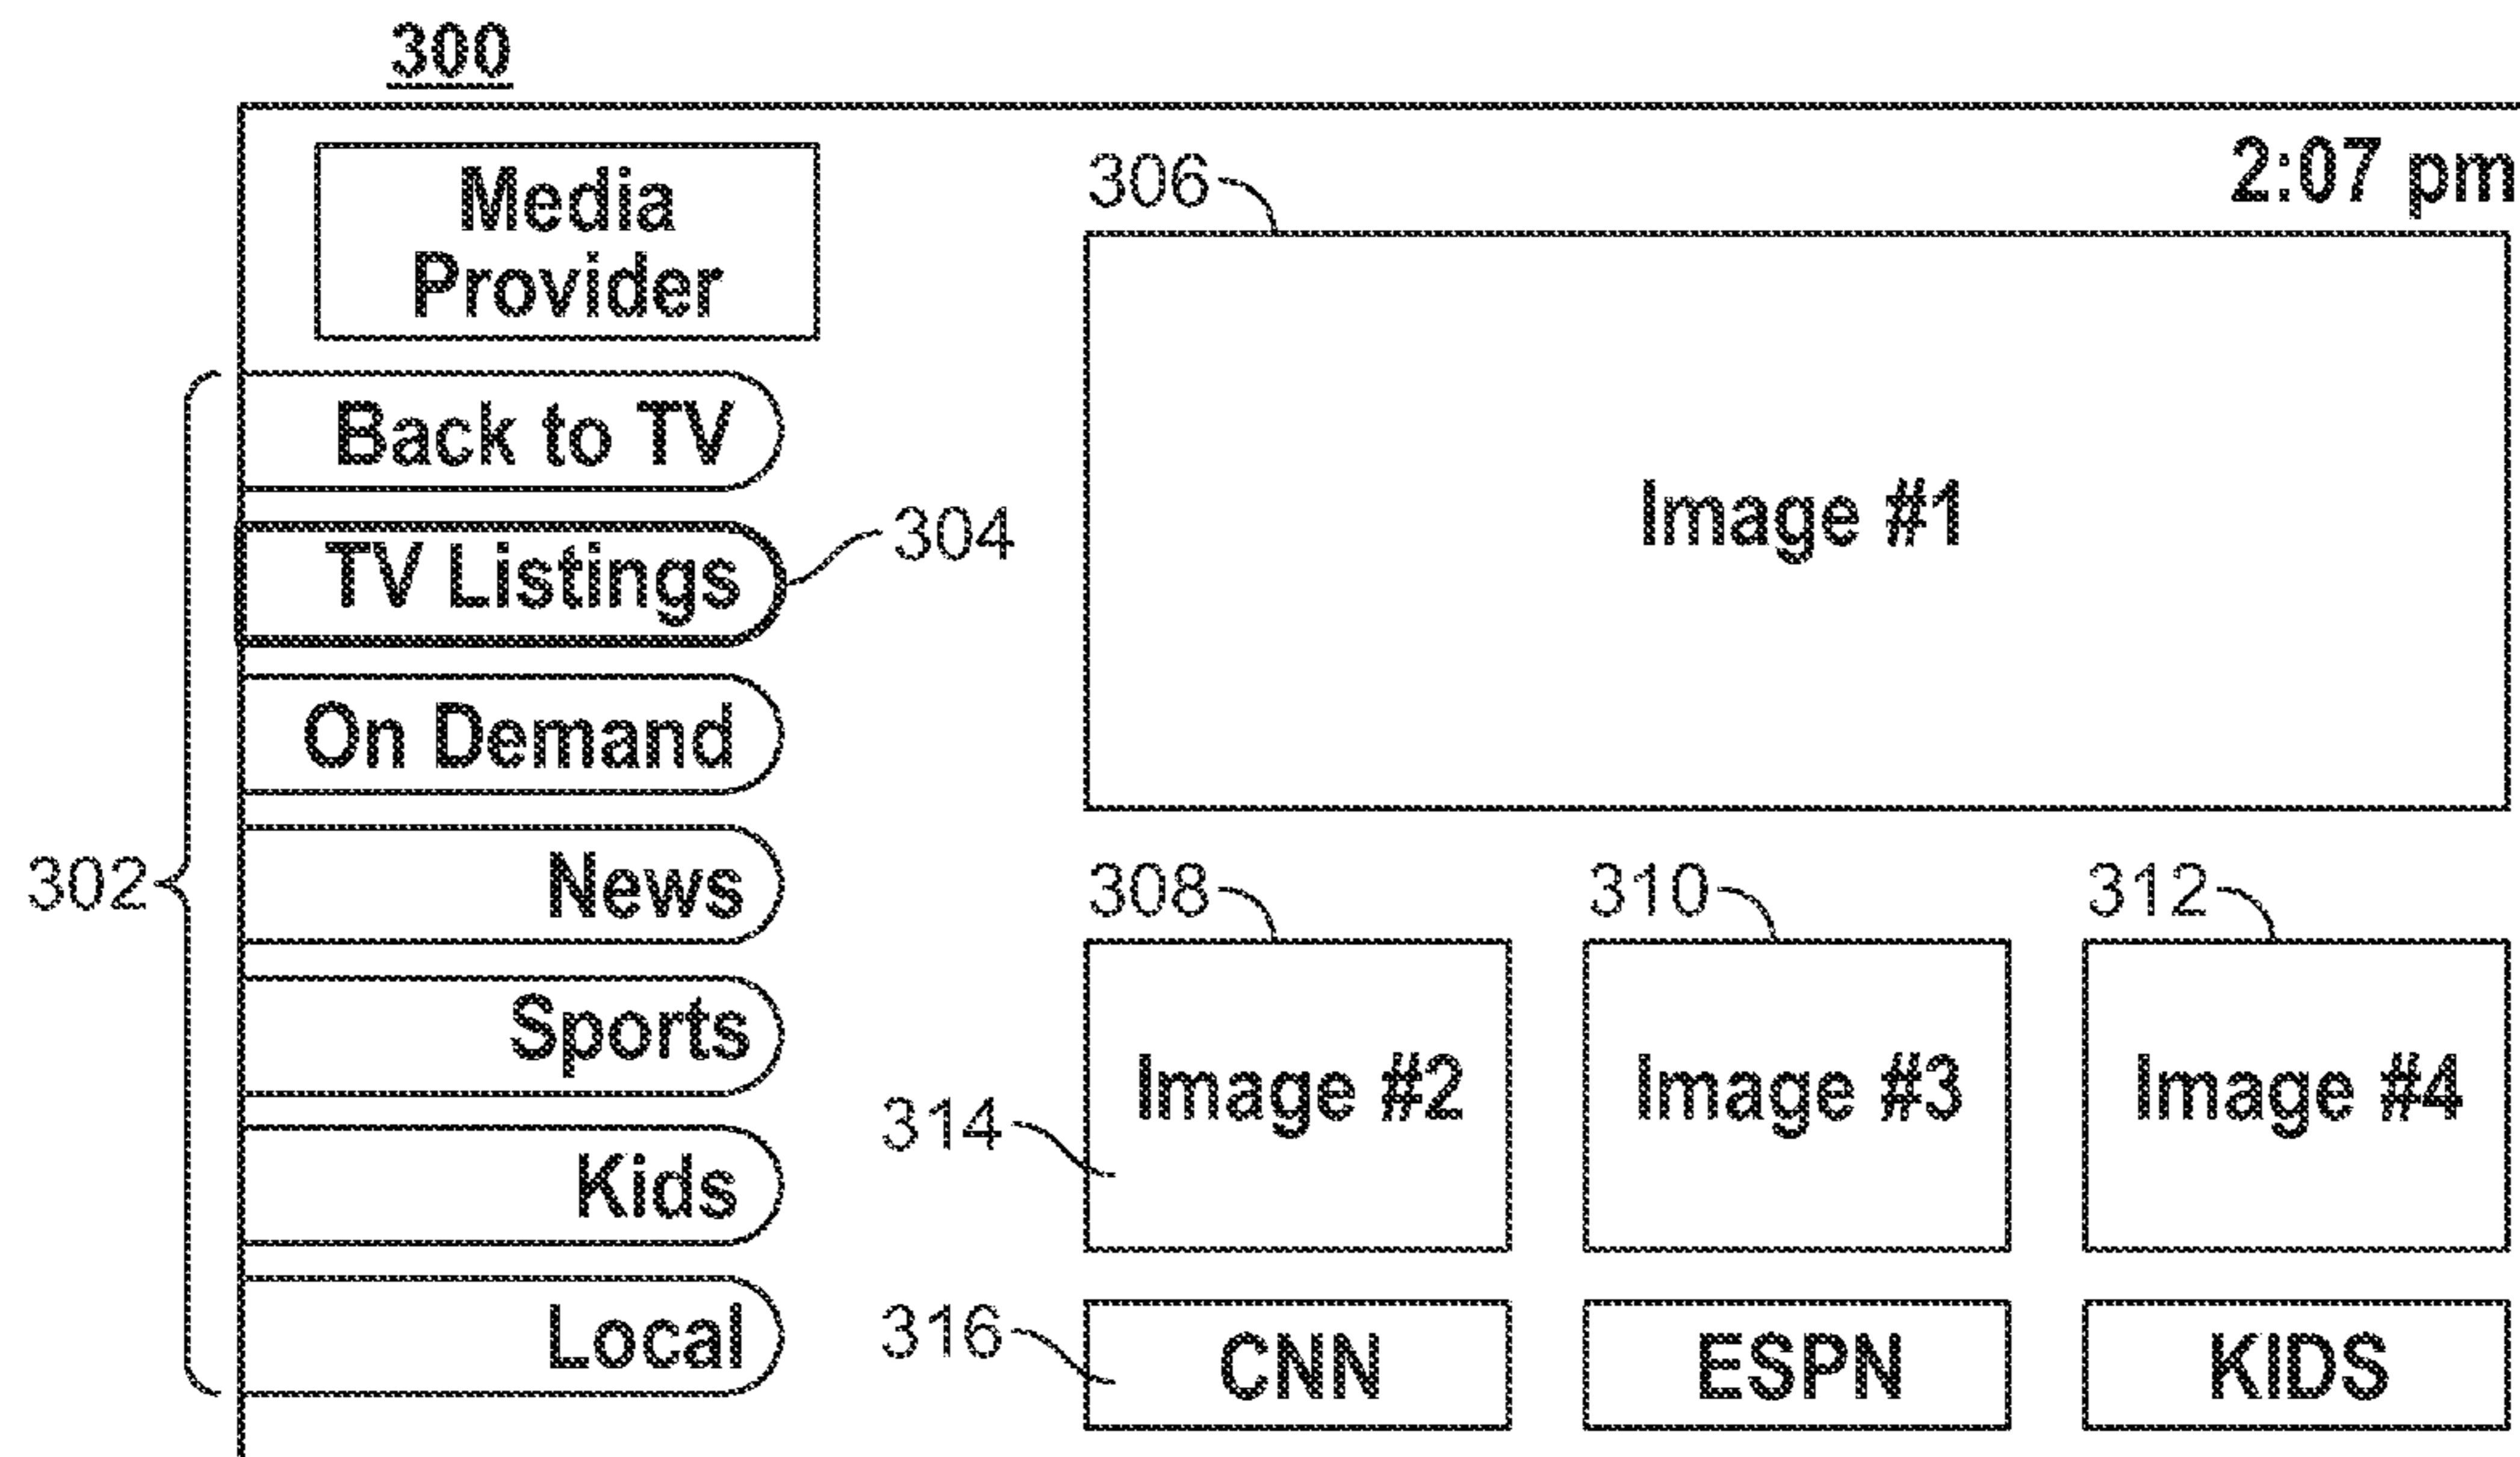 300
Media
Provider
2:07 pm
306
Back to TV
Image #1
TV Listings
304
On Demand
302
News
308
310
312
Sports
Image #2
Image #3
Image #4
314
Kids
Local
316
CNN
ESPN
KIDS